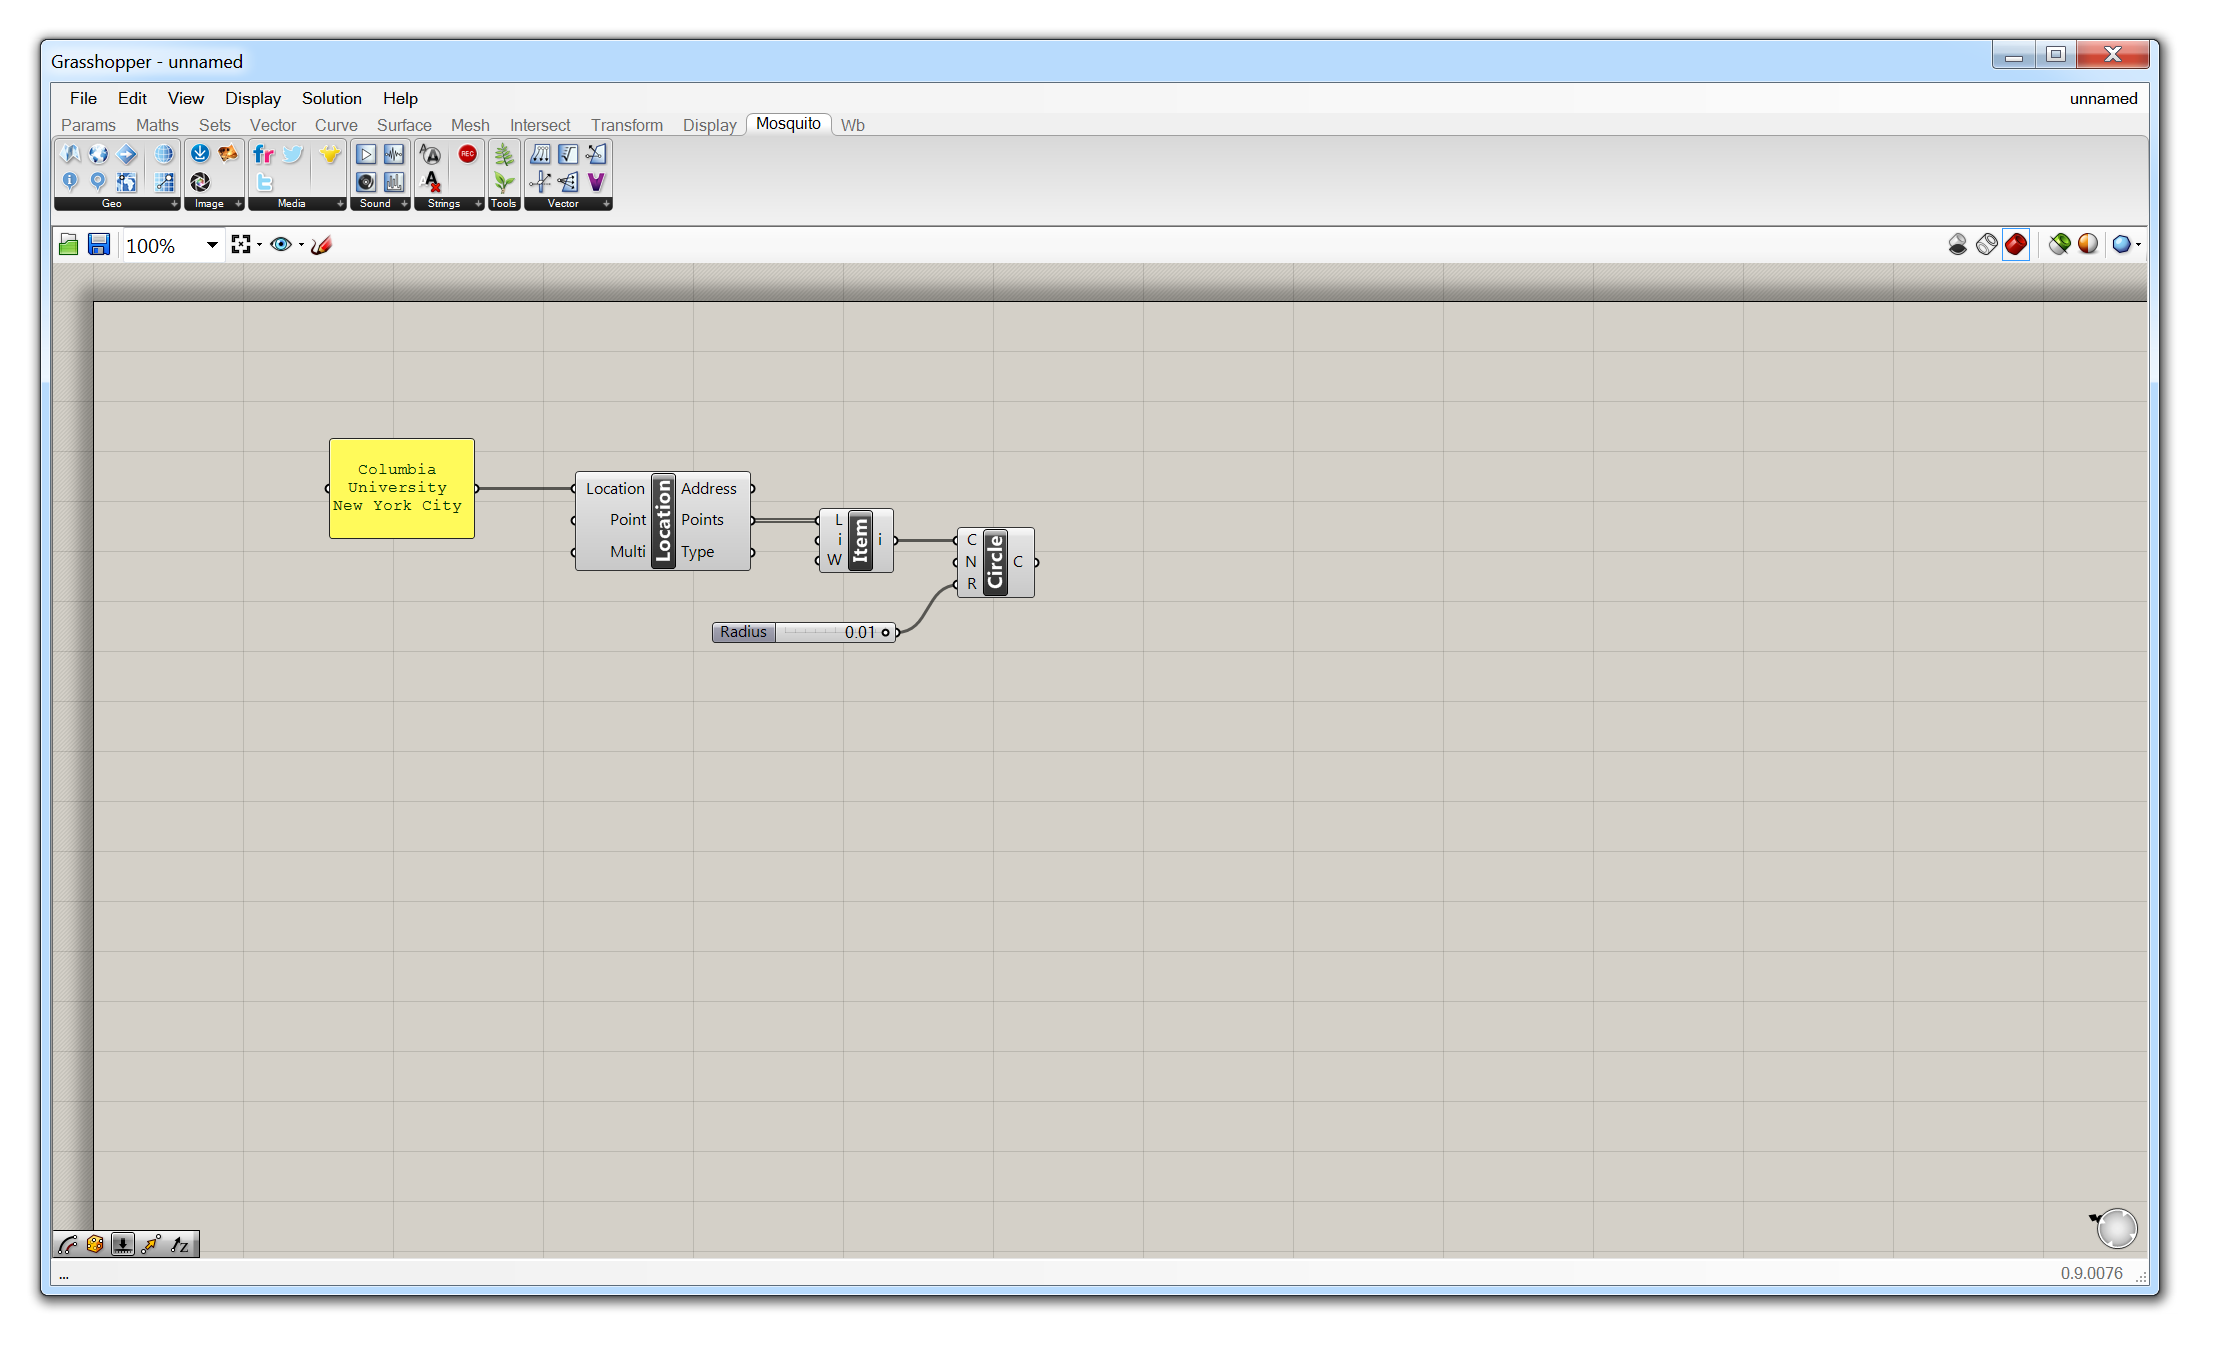 Grasshopper - unnamed
File Edit View Display Solution Help unnamed
Params Maths Sets Vector Curve Surface Mesh Intersect Transform Display Mosquito Wb
fr
REC
Geo Image Media Sound Strings Tools Vector
100%
Columbia
University
New York City
Location
Point
Multi
Location
Address
Points
Type
L
i
W
Item
i
C
N
R
Circle
C
Radius 0.01
...
0.9.0076